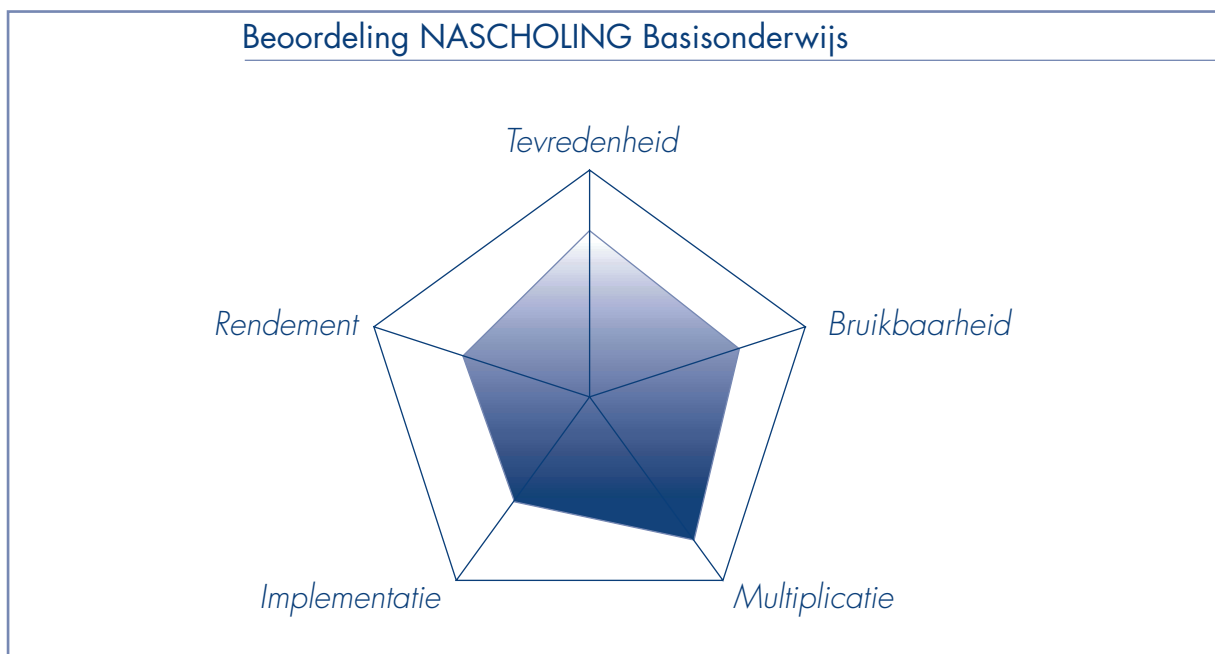 Beoordeling NASCHOLING Basisonderwijs
Tevredenheid
Rendement
Bruikbaarheid
Implementatie
Multiplicatie